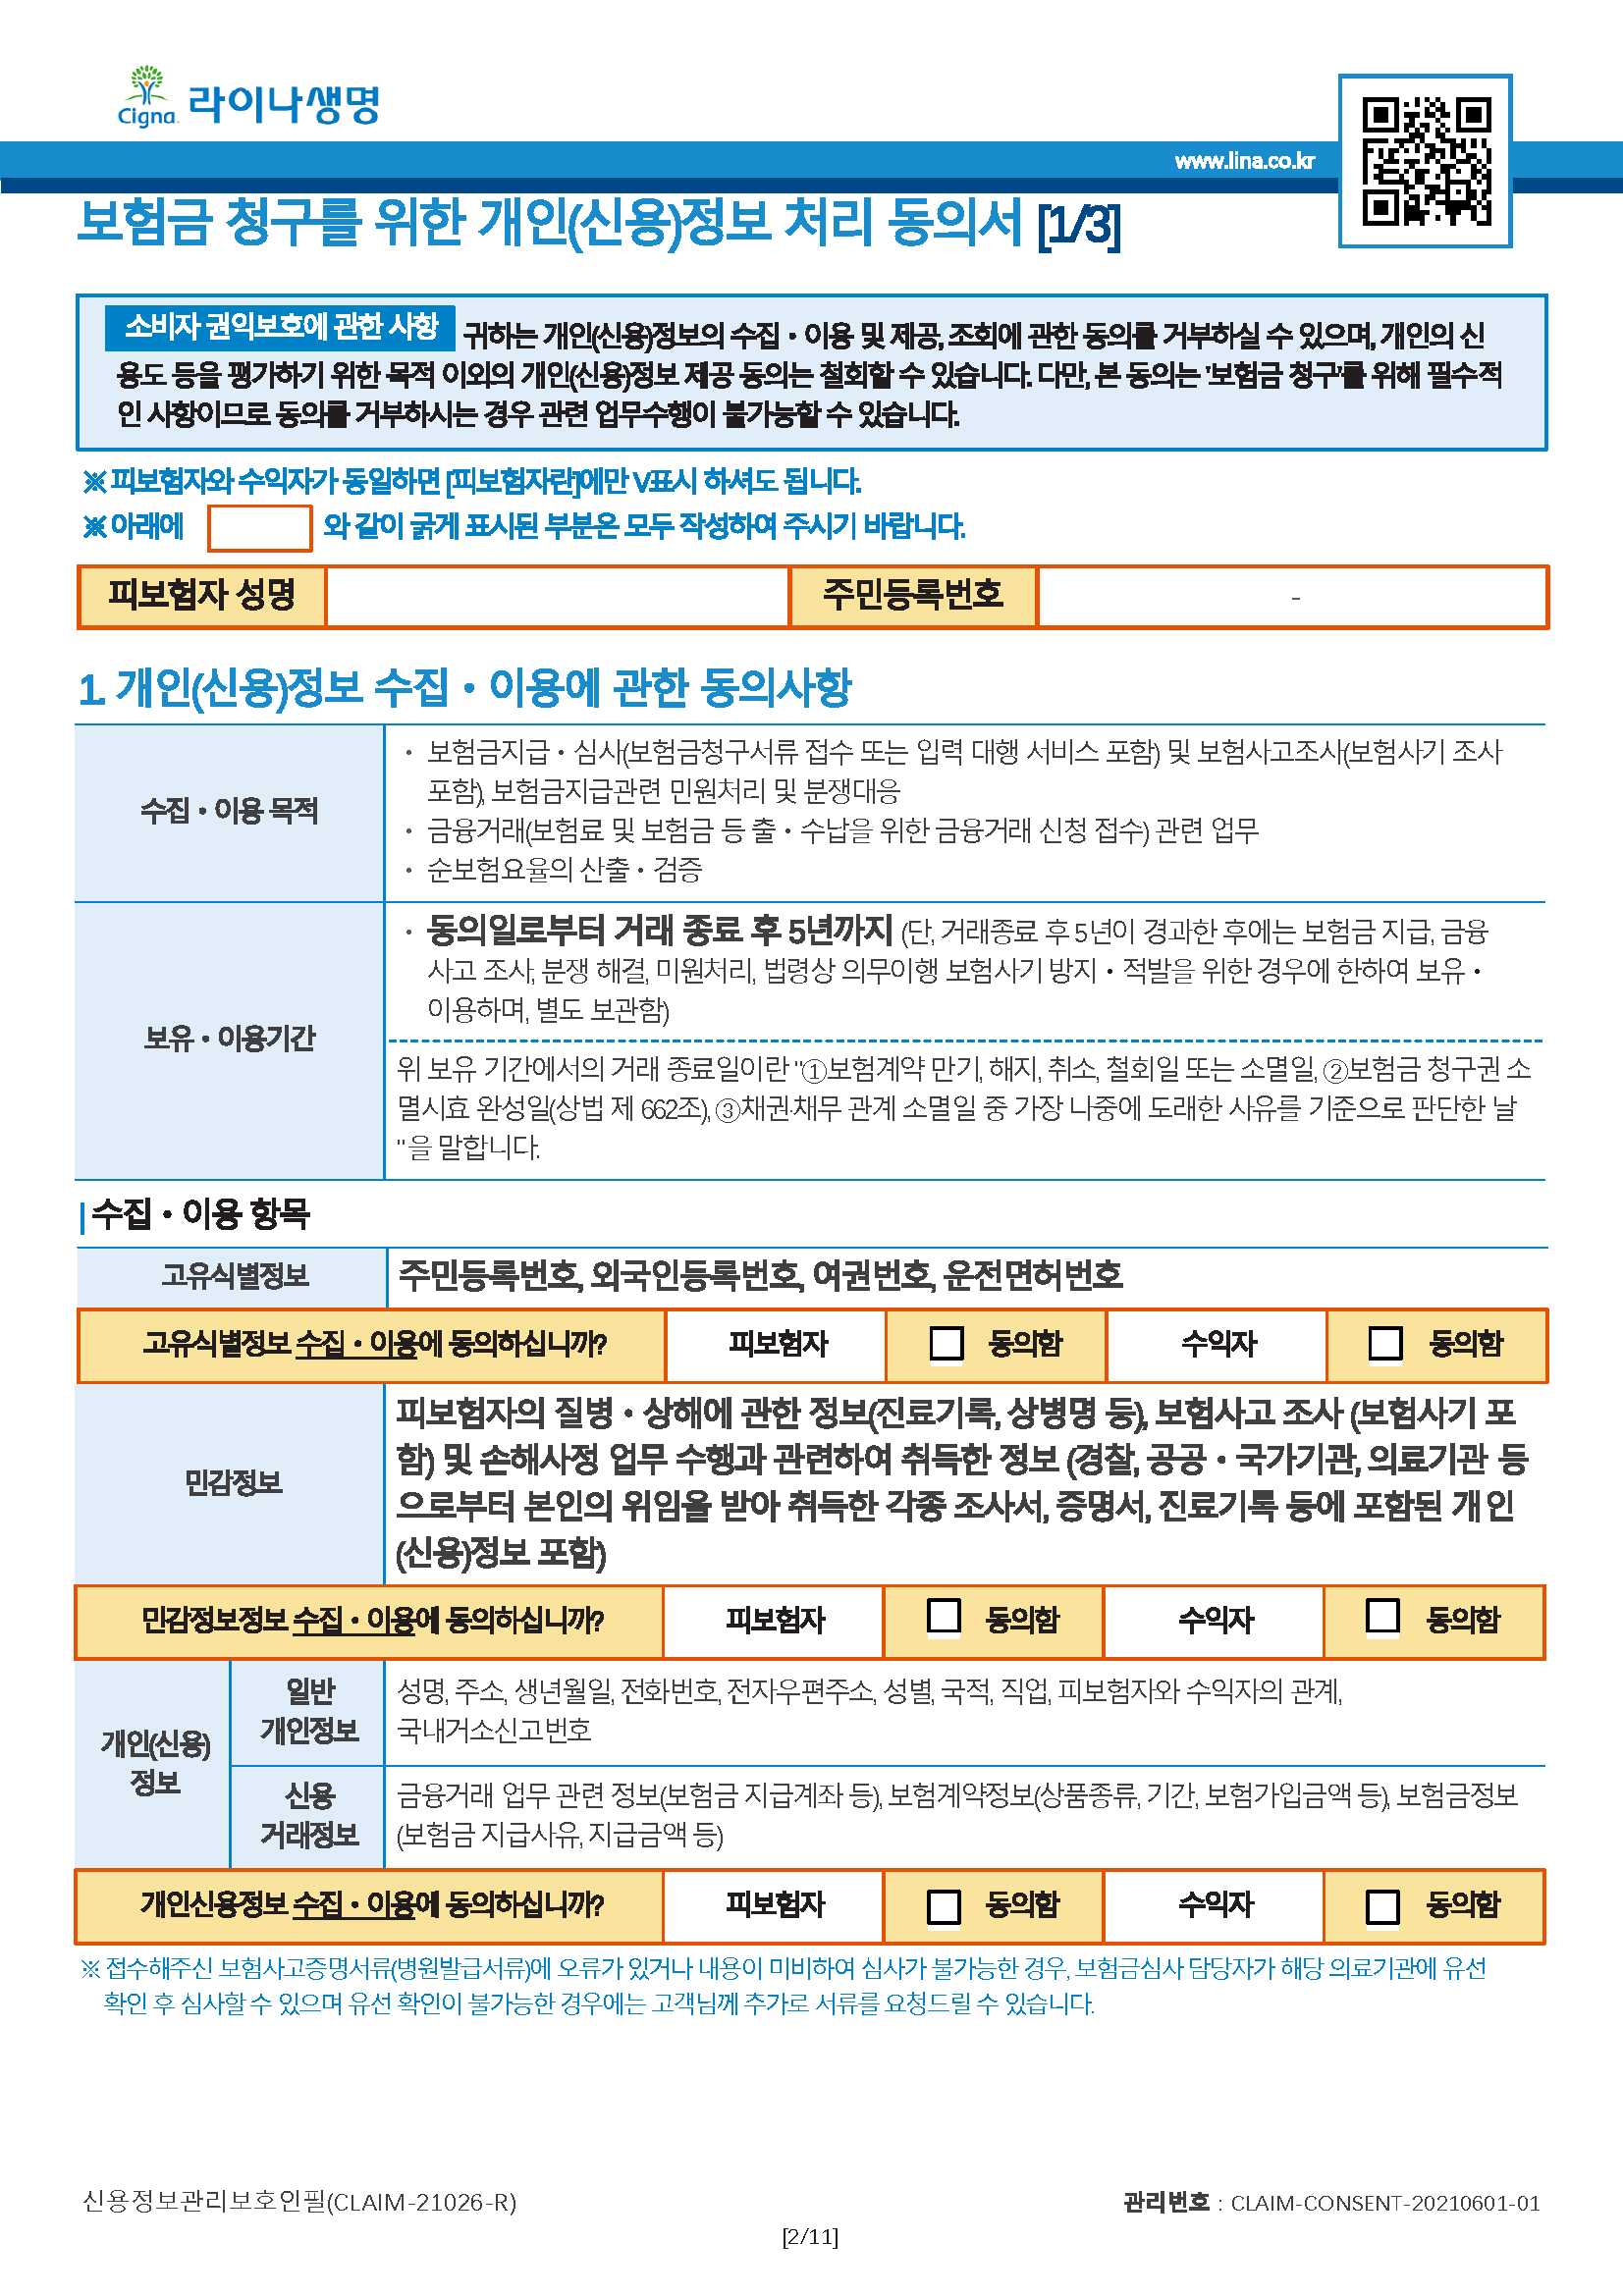 Cigna. 라이나생명
www.lina.co.kr
보험금 청구를 위한 개인(신용)정보 처리 동의서 [1/3]
소비자 권익보호에 관한 사항 귀하는 개인(신용)정보의 수집・이용 및 제공, 조회에 관한 동의를 거부하실 수 있으며, 개인의 신
용도 등을 평가하기 위한 목적 이외의 개인(신용)정보 제공 동의는 철회할 수 있습니다. 다만, 본 동의는 '보험금 청구'를 위해 필수적
인 사항이므로 동의를 거부하시는 경우 관련 업무수행이 불가능할 수 있습니다.
※ 피보험자와 수익자가 동일하면 [피보험자란]에만 V표시 하셔도 됩니다.
※ 아래에 와 같이 굵게 표시된 부분은 모두 작성하여 주시기 바랍니다.
피보험자 성명 주민등록번호 -
1. 개인(신용)정보 수집・이용에 관한 동의사항
수집・이용 목적
・ 보험금지급・심사(보험금청구서류 접수 또는 입력 대행 서비스 포함) 및 보험사고조사(보험사기 조사
포함), 보험금지급관련 민원처리 및 분쟁대응
・ 금융거래(보험료 및 보험금 등 출・수납을 위한 금융거래 신청 접수) 관련 업무
・ 순보험요율의 산출・검증
보유・이용기간
・ 동의일로부터 거래 종료 후 5년까지 (단, 거래종료 후 5년이 경과한 후에는 보험금 지급, 금융
사고 조사, 분쟁 해결, 미원처리, 법령상 의무이행 보험사기 방지・적발을 위한 경우에 한하여 보유・
이용하며, 별도 보관함)
위 보유 기간에서의 거래 종료일이란 "①보험계약 만기, 해지, 취소, 철회일 또는 소멸일, ②보험금 청구권 소
멸시효 완성일(상법 제 662조), ③채권·채무 관계 소멸일 중 가장 나중에 도래한 사유를 기준으로 판단한 날
"을 말합니다.
수집・이용 항목
고유식별정보 주민등록번호, 외국인등록번호, 여권번호, 운전면허번호
고유식별정보 수집・이용에 동의하십니까? 피보험자 동의함 수익자 동의함
민감정보
피보험자의 질병・상해에 관한 정보(진료기록, 상병명 등), 보험사고 조사 (보험사기 포
함) 및 손해사정 업무 수행과 관련하여 취득한 정보 (경찰, 공공・국가기관, 의료기관 등
으로부터 본인의 위임을 받아 취득한 각종 조사서, 증명서, 진료기록 등에 포함된 개인
(신용)정보 포함)
민감정보정보 수집・이용에 동의하십니까? 피보험자 동의함 수익자 동의함
개인(신용)
정보
일반
개인정보
성명, 주소, 생년월일, 전화번호, 전자우편주소, 성별, 국적, 직업, 피보험자와 수익자의 관계,
국내거소신고번호
신용
거래정보
금융거래 업무 관련 정보(보험금 지급계좌 등), 보험계약정보(상품종류, 기간, 보험가입금액 등), 보험금정보
(보험금 지급사유, 지급금액 등)
개인신용정보 수집・이용에 동의하십니까? 피보험자 동의함 수익자 동의함
※ 접수해주신 보험사고증명서류(병원발급서류)에 오류가 있거나 내용이 미비하여 심사가 불가능한 경우, 보험금심사 담당자가 해당 의료기관에 유선
확인 후 심사할 수 있으며 유선 확인이 불가능한 경우에는 고객님께 추가로 서류를 요청드릴 수 있습니다.
신용정보관리보호인필(CLAIM-21026-R) 관리번호 : CLAIM-CONSENT-20210601-01
[2/11]